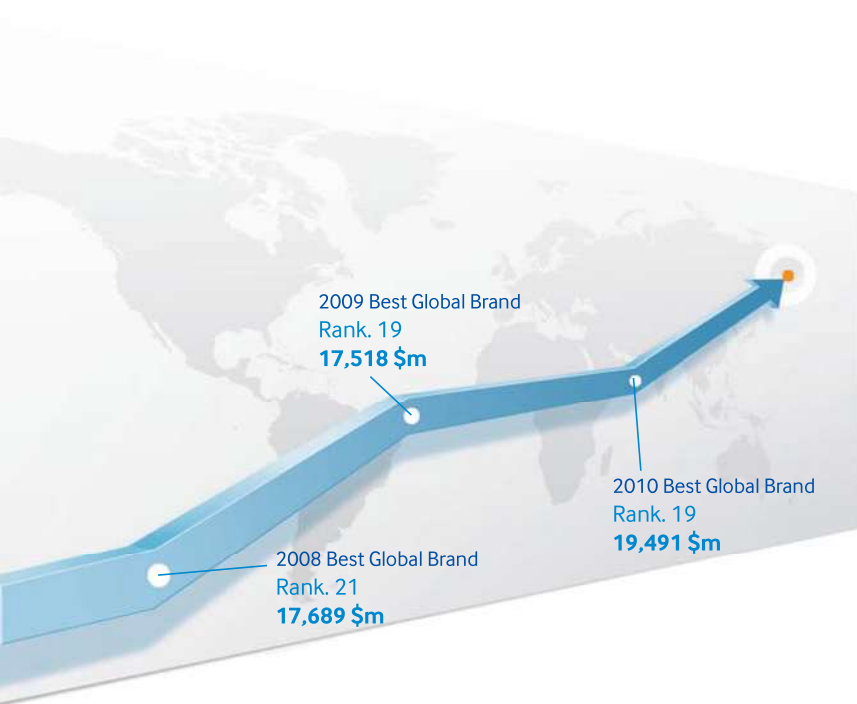 2009 Best Global Brand
Rank. 19
17,518 $m
2010 Best Global Brand
Rank. 19
19,491 $m
2008 Best Global Brand
Rank. 21
17,689 $m